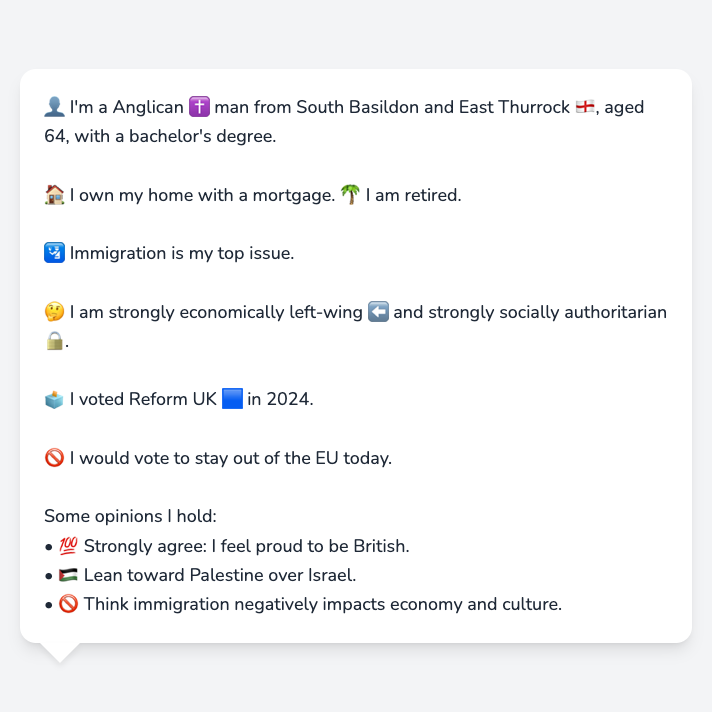 👤 I'm a Anglican ✝️ man from South Basildon and East Thurrock 🏴󠁧󠁢󠁥󠁮󠁧󠁿, aged
64, with a bachelor's degree.
🏠 I own my home with a mortgage. 🌴 I am retired.
🛂 Immigration is my top issue.
🤔 I am strongly economically left-wing ⬅️ and strongly socially authoritarian
🔒.
🗳️ I voted Reform UK 🟦 in 2024.
🚫 I would vote to stay out of the EU today.
Some opinions I hold:
• 💯 Strongly agree: I feel proud to be British.
• 🇵🇸 Lean toward Palestine over Israel.
• 🚫 Think immigration negatively impacts economy and culture.